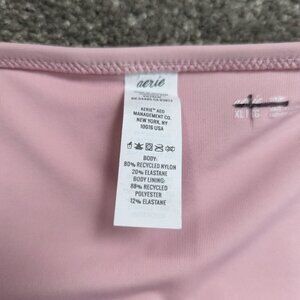 aerie
AERIE® AEO
MANAGEMENT CO.
NEW YORK, NY
10016 USA
BODY:
80% RECYCLED NYLON
20% ELASTANE
BODY LINING:
88% RECYCLED
POLYESTER
12% ELASTANE
XL